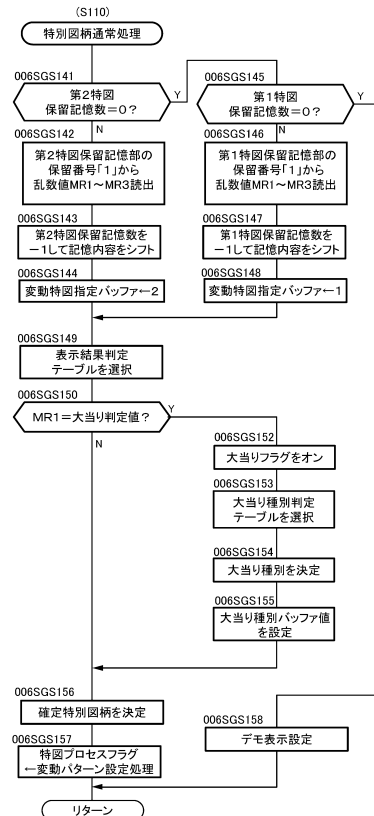 (S110)
特別図柄通常処理
006SGS141
第2特図
保留記憶数=0?
Y
N
006SGS142
第2特図保留記憶部の
保留番号「1」から
乱数値MR1～MR3読出
006SGS143
第2特図保留記憶数を
－1して記憶内容をシフト
006SGS144
変動特図指定バッファ←2
006SGS145
第1特図
保留記憶数=0?
Y
N
006SGS146
第1特図保留記憶部の
保留番号「1」から
乱数値MR1～MR3読出
006SGS147
第1特図保留記憶数を
－1して記憶内容をシフト
006SGS148
変動特図指定バッファ←1
006SGS149
表示結果判定
テーブルを選択
006SGS150
MR1=大当り判定値?
Y
N
006SGS152
大当りフラグをオン
006SGS153
大当り種別判定
テーブルを選択
006SGS154
大当り種別を決定
006SGS155
大当り種別バッファ値
を設定
006SGS156
確定特別図柄を決定
006SGS157
特図プロセスフラグ
←変動パターン設定処理
006SGS158
デモ表示設定
リターン